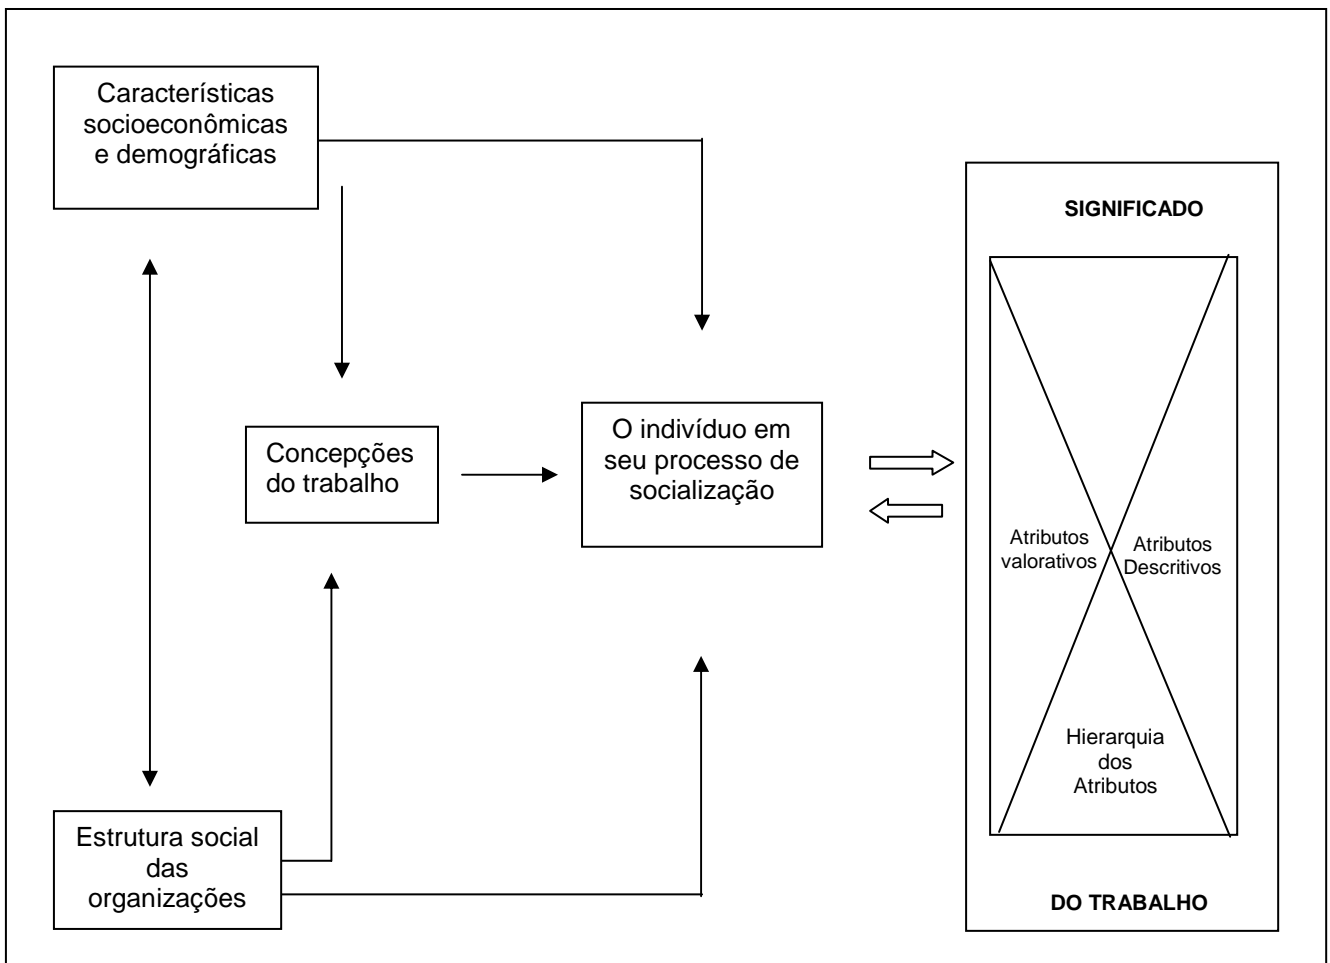 Características
socioeconômicas
e demográficas
SIGNIFICADO
Concepções
do trabalho
O indivíduo em
seu processo de
socialização
Atributos
valorativos
Atributos
Descritivos
Hierarquia
dos
Atributos
Estrutura social
das
organizações
DO TRABALHO